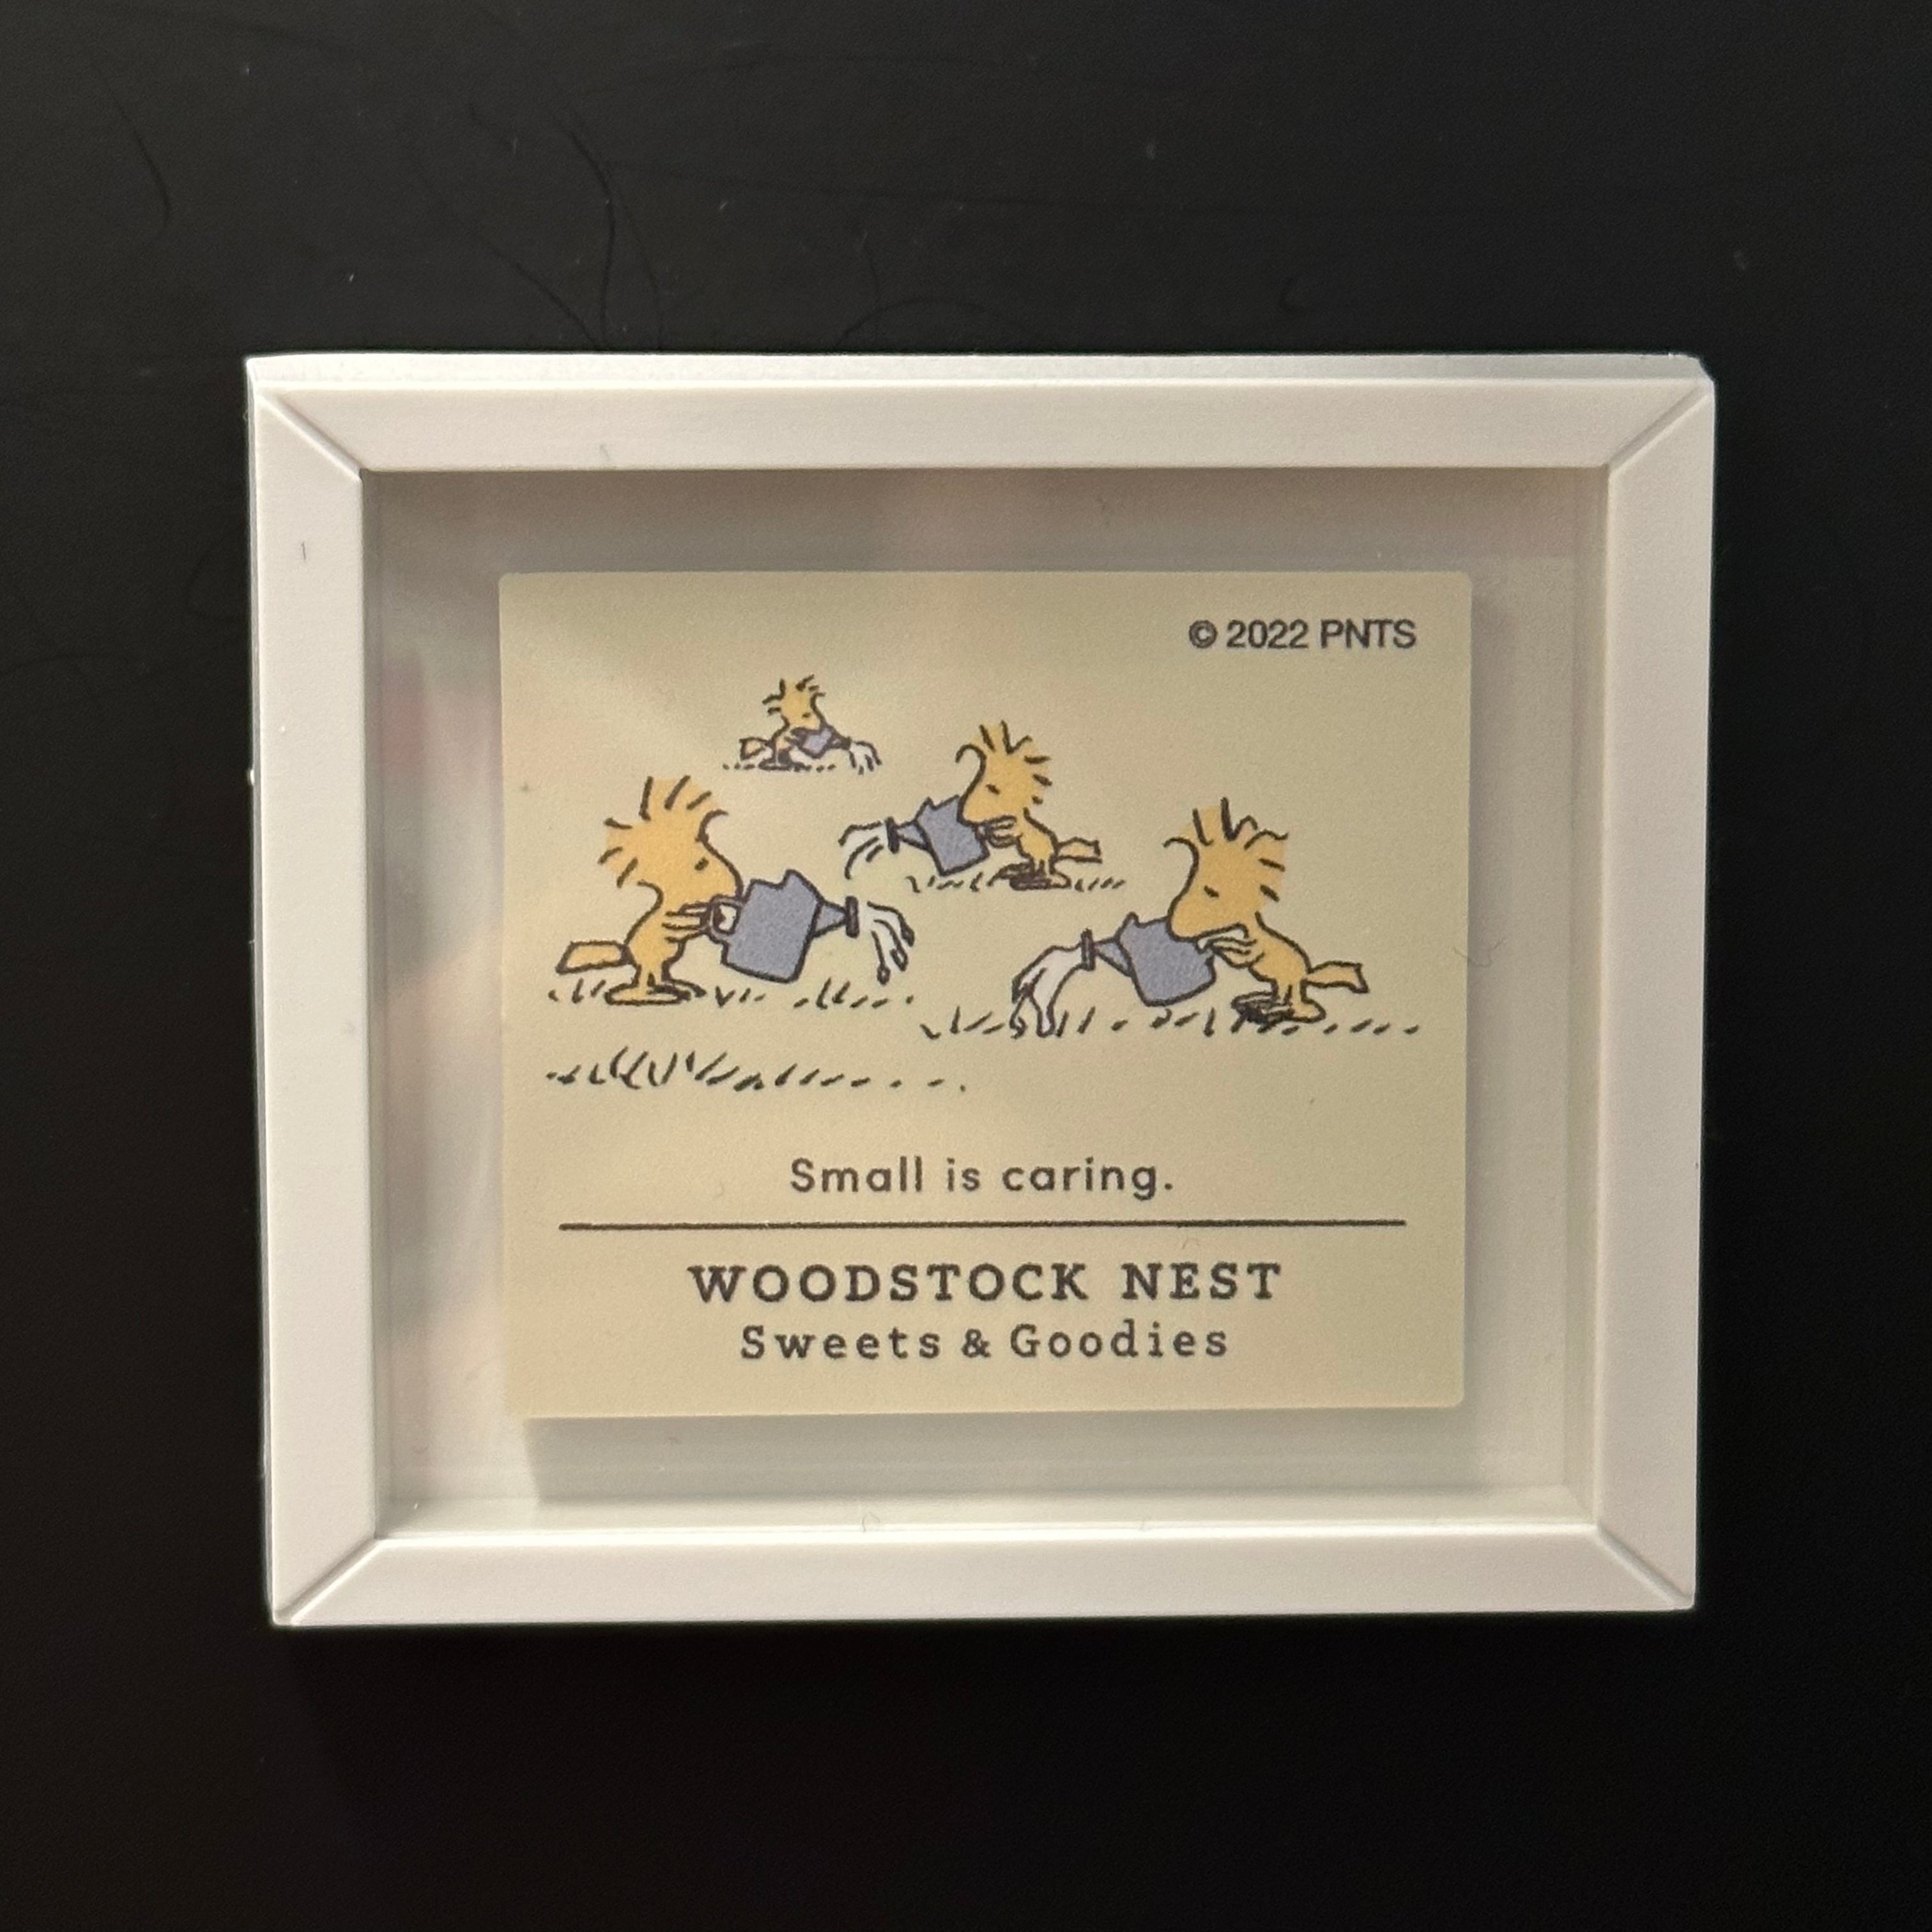 © 2022 PNTS
Small is caring.
WOODSTOCK NEST
Sweets & Goodies